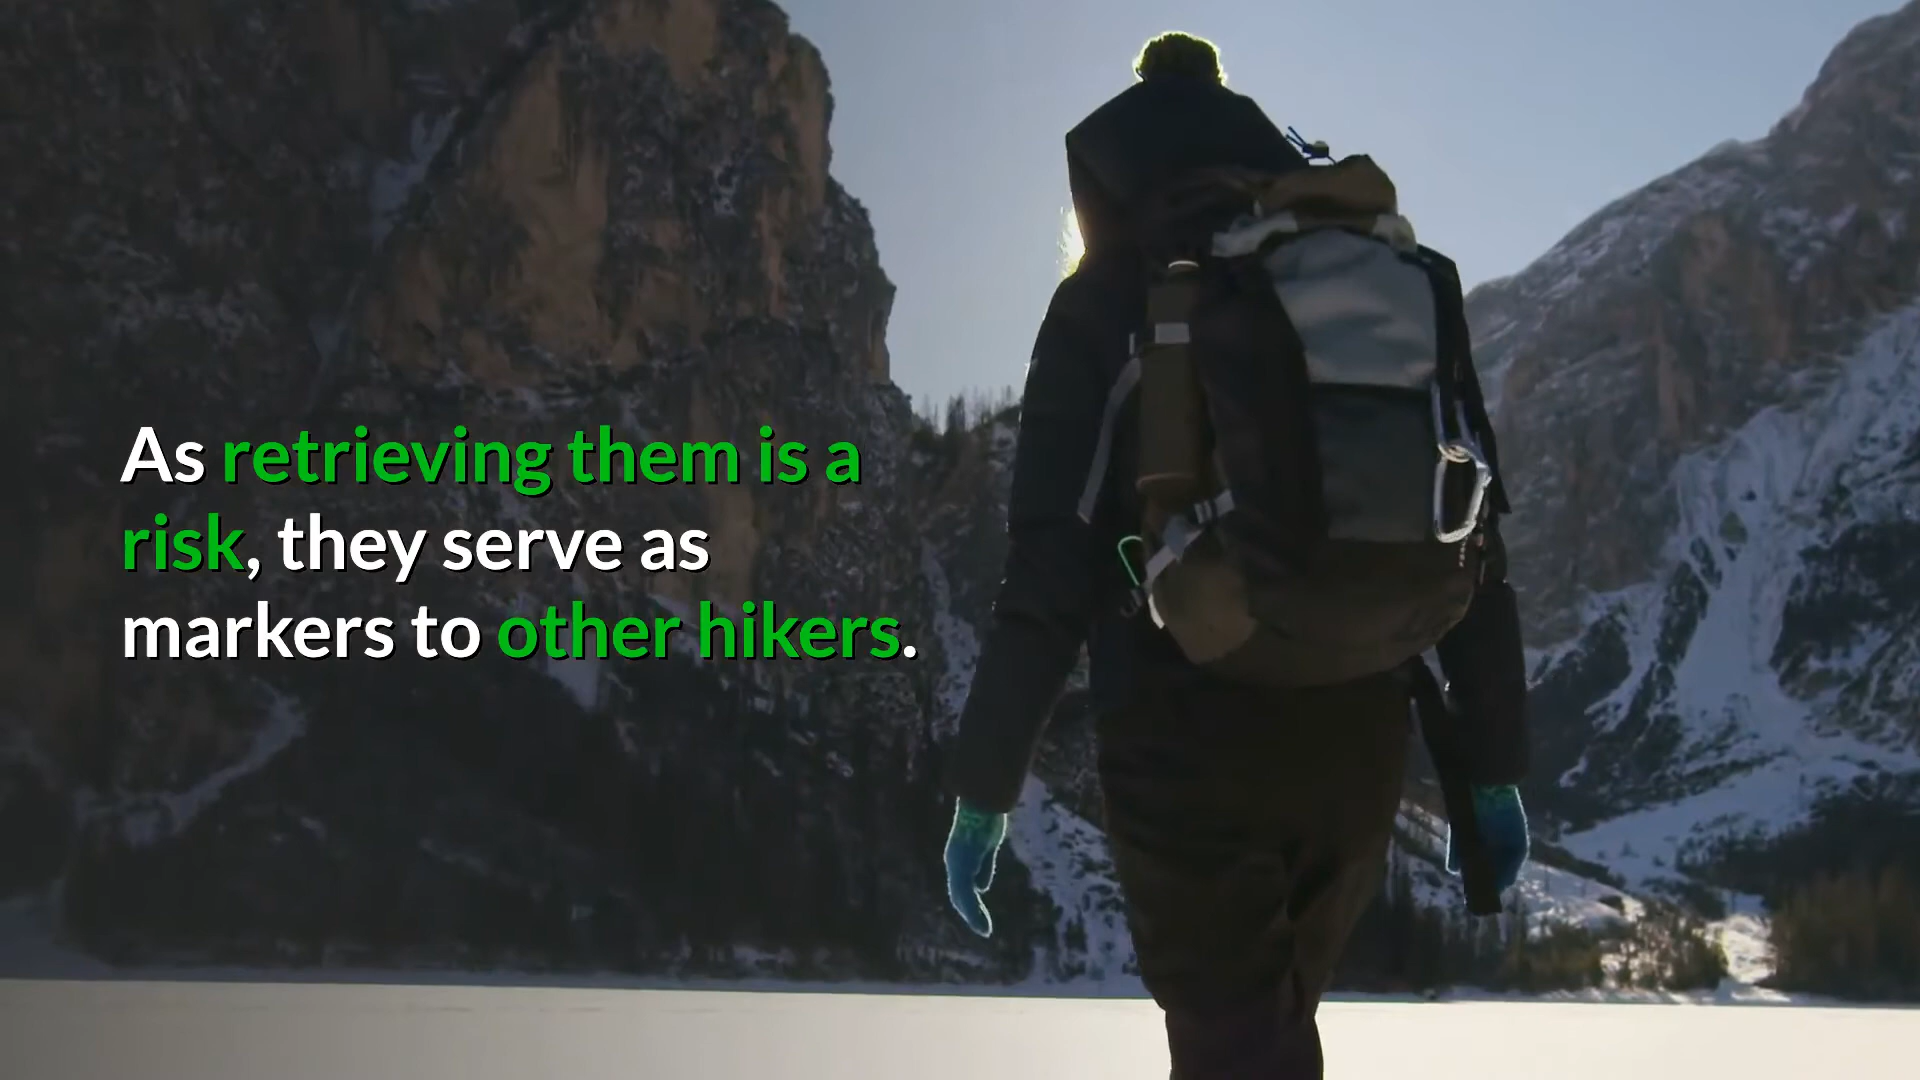 As retrieving them is a
risk, they serve as
markers to other hikers.